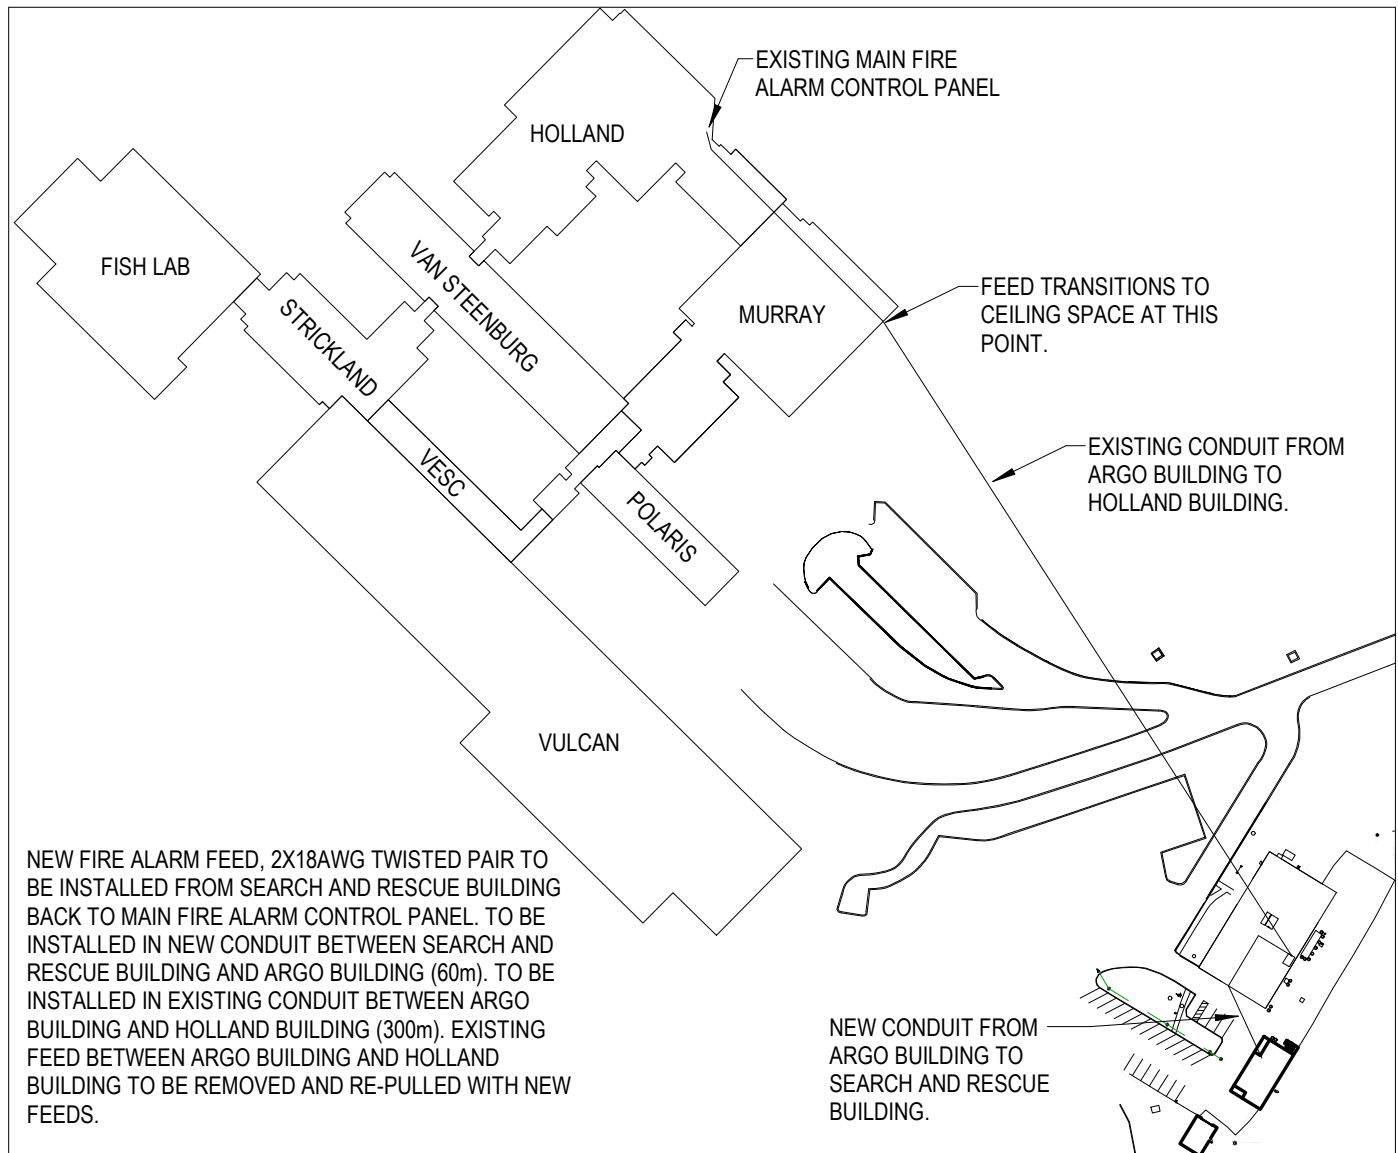 EXISTING MAIN FIRE
ALARM CONTROL PANEL
HOLLAND
FISH LAB
VAN STEENBURG
STRICKLAND
MURRAY
FEED TRANSITIONS TO
CEILING SPACE AT THIS
POINT.
VESC
POLARIS
EXISTING CONDUIT FROM
ARGO BUILDING TO
HOLLAND BUILDING.
VULCAN
NEW FIRE ALARM FEED, 2X18AWG TWISTED PAIR TO
BE INSTALLED FROM SEARCH AND RESCUE BUILDING
BACK TO MAIN FIRE ALARM CONTROL PANEL. TO BE
INSTALLED IN NEW CONDUIT BETWEEN SEARCH AND
RESCUE BUILDING AND ARGO BUILDING (60m). TO BE
INSTALLED IN EXISTING CONDUIT BETWEEN ARGO
BUILDING AND HOLLAND BUILDING (300m). EXISTING
FEED BETWEEN ARGO BUILDING AND HOLLAND
BUILDING TO BE REMOVED AND RE-PULLED WITH NEW
FEEDS.
NEW CONDUIT FROM
ARGO BUILDING TO
SEARCH AND RESCUE
BUILDING.